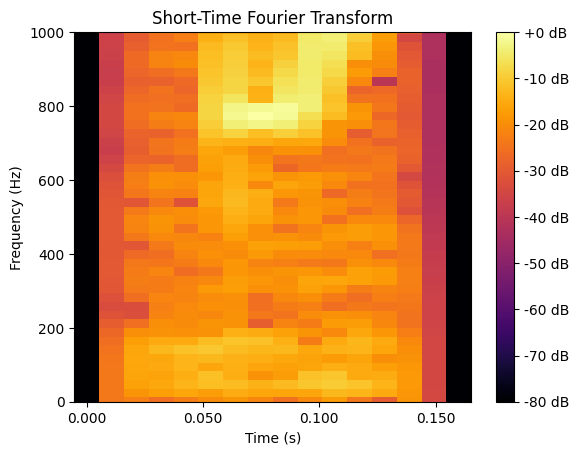 Short-Time Fourier Transform
1000
800
600
400
200
0
Frequency (Hz)
0.000
0.050
0.100
0.150
Time (s)
+0 dB
-10 dB
-20 dB
-30 dB
-40 dB
-50 dB
-60 dB
-70 dB
-80 dB